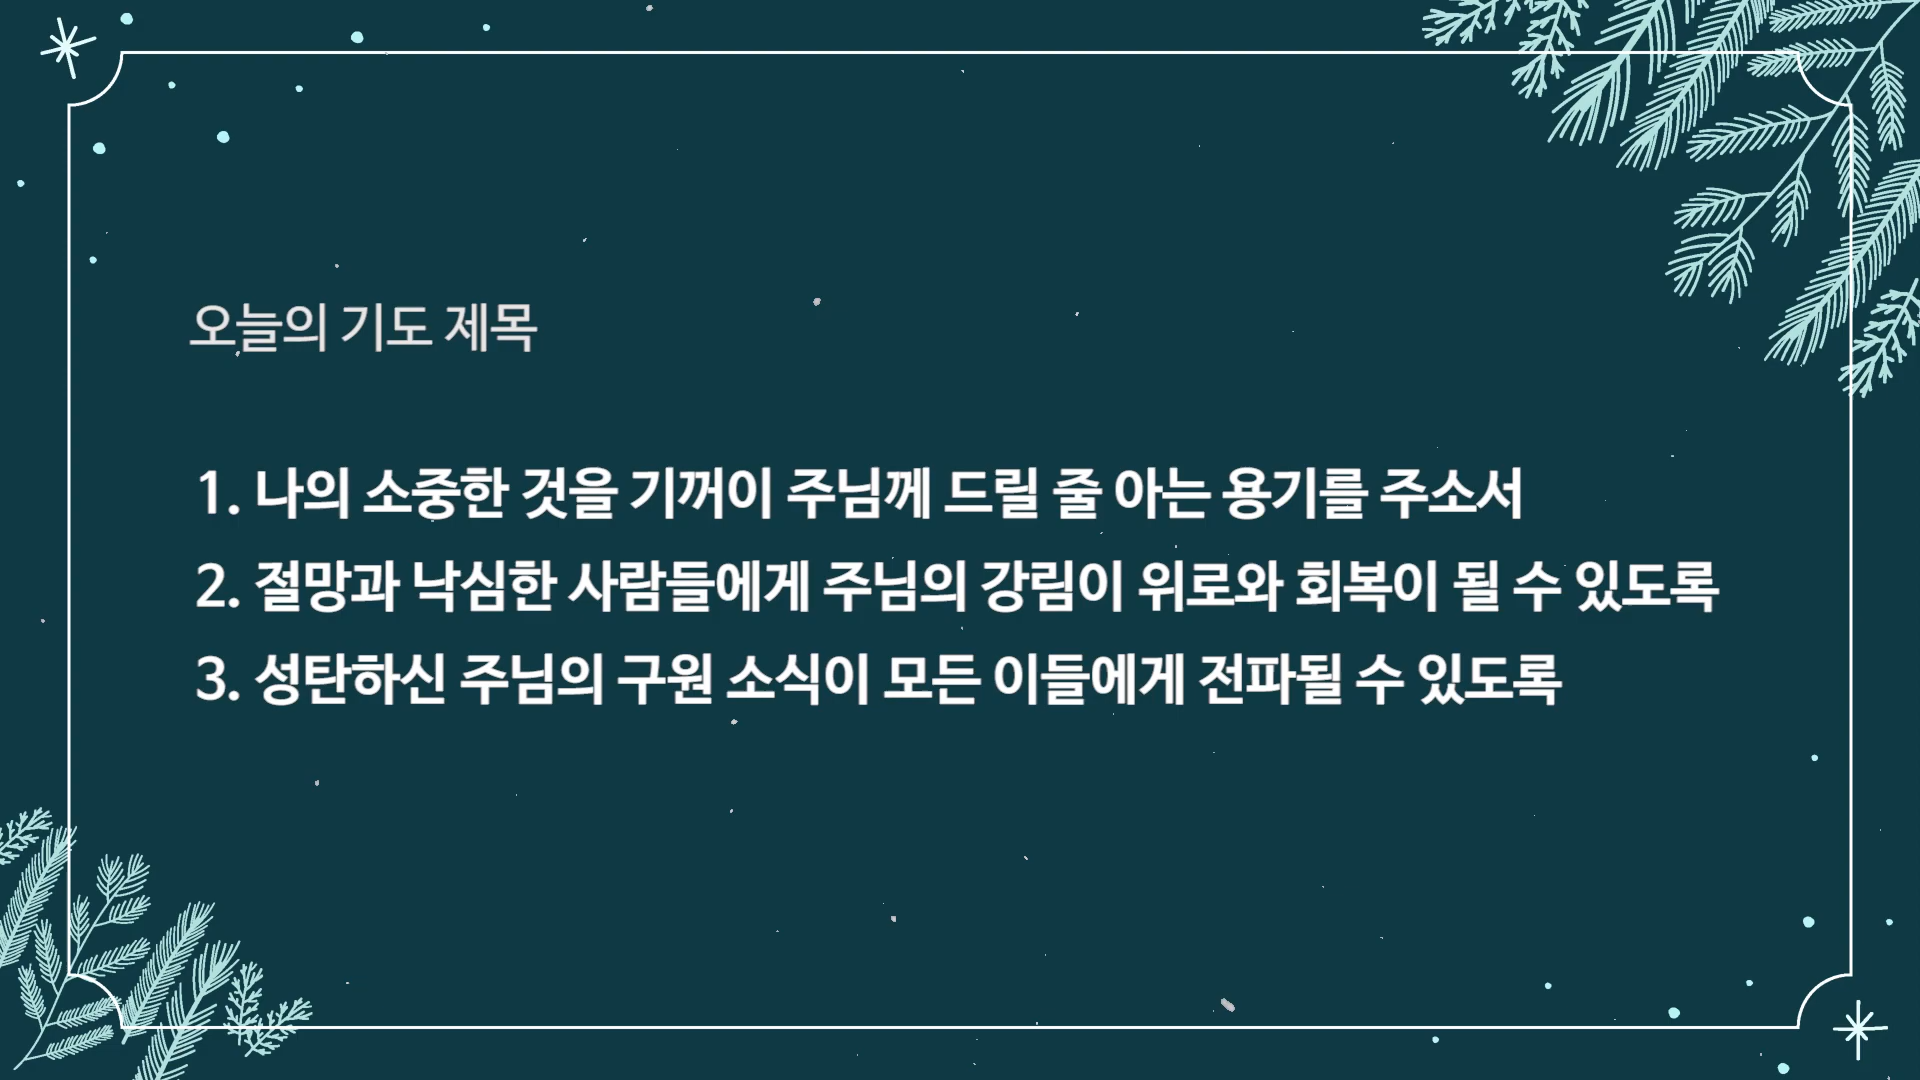 오늘의 기도 제목
1. 나의 소중한 것을 기꺼이 주님께 드릴 줄 아는 용기를 주소서
2. 절망과 낙심한 사람들에게 주님의 강림이 위로와 회복이 될 수 있도록
3. 성탄하신 주님의 구원 소식이 모든 이들에게 전파될 수 있도록